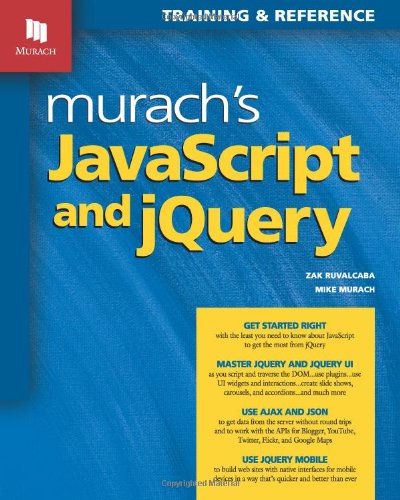 TRAINING & REFERENCE
MURACH
murach's
JavaScript
and jQuery
ZAK RUVALCABA
MIKE MURACH
GET STARTED RIGHT
with the least you need to know about JavaScript
to get the most from jQuery
MASTER JQUERY AND JQUERY UI
as you script and traverse the DOM...use plugins...use
UI widgets and interactions...create slide shows,
carousels, and accordions...and much more
USE AJAX AND JSON
to get data from the server without round trips
and to work with the APIs for Blogger, YouTube,
Twitter, Flickr, and Google Maps
USE JQUERY MOBILE
to build web sites with native interfaces for mobile
devices in a way that's quicker and better than ever
Copyrighted Material
Copyrighted Material